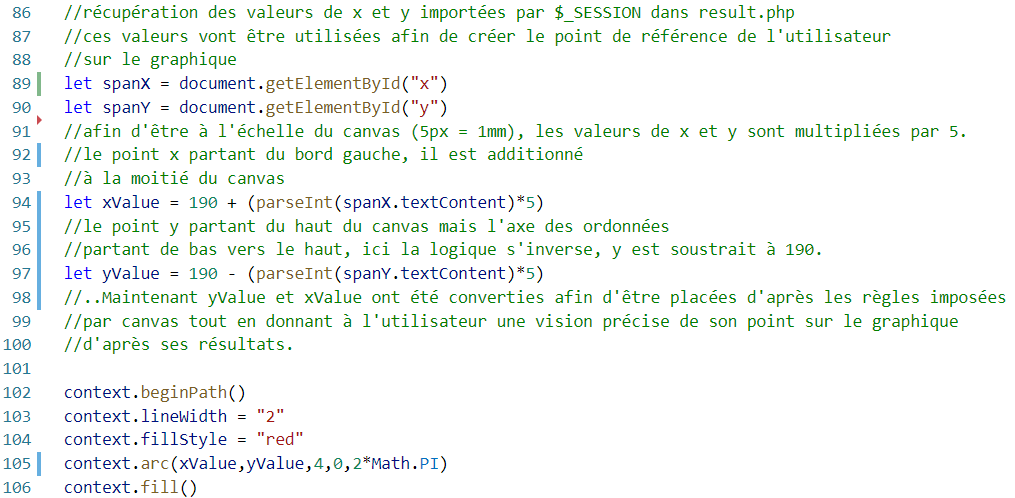 86 //récupération des valeurs de x et y importées par $_SESSION dans result.php
87 //ces valeurs vont être utilisées afin de créer le point de référence de l'utilisateur
88 //sur le graphique
89 let spanX = document.getElementById("x")
90 let spanY = document.getElementById("y")
91 //afin d'être à l'échelle du canvas (5px = 1mm), les valeurs de x et y sont multipliées par 5.
92 //le point x partant du bord gauche, il est additionné
93 //à la moitié du canvas
94 let xValue = 190 + (parseInt(spanX.textContent)*5)
95 //le point y partant du haut du canvas mais l'axe des ordonnées
96 //partant de bas vers le haut, ici la logique s'inverse, y est soustrait à 190.
97 let yValue = 190 - (parseInt(spanY.textContent)*5)
98 //..Maintenant yValue et xValue ont été converties afin d'être placées d'après les règles imposées
99 //par canvas tout en donnant à l'utilisateur une vision précise de son point sur le graphique
100 //d'après ses résultats.
101
102 context.beginPath()
103 context.lineWidth = "2"
104 context.fillStyle = "red"
105 context.arc(xValue,yValue,4,0,2*Math.PI)
106 context.fill()